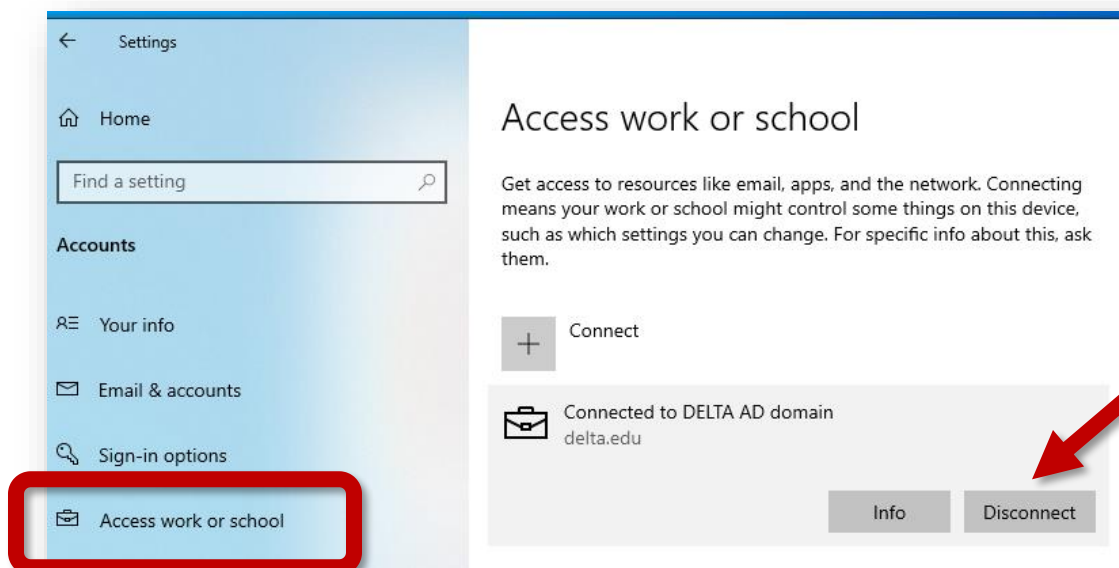 Settings
Home
Find a setting
Accounts
Your info
Email & accounts
Sign-in options
Access work or school
Access work or school
Get access to resources like email, apps, and the network. Connecting
means your work or school might control some things on this device,
such as which settings you can change. For specific info about this, ask
them.
Connect
Connected to DELTA AD domain
delta.edu
Info
Disconnect